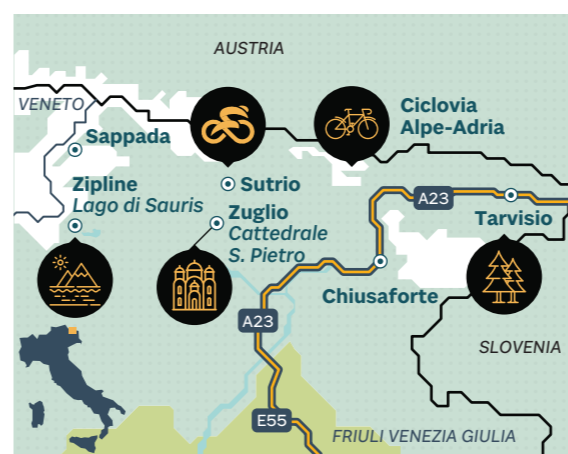 AUSTRIA
VENETO
Sappada
Ciclovia
Alpe-Adria
Zipline
Lago di Sauris
Sutrio
Zuglio
Cattedrale
S. Pietro
A23
Tarvisio
Chiusaforte
A23
SLOVENIA
E55
FRIULI VENEZIA GIULIA